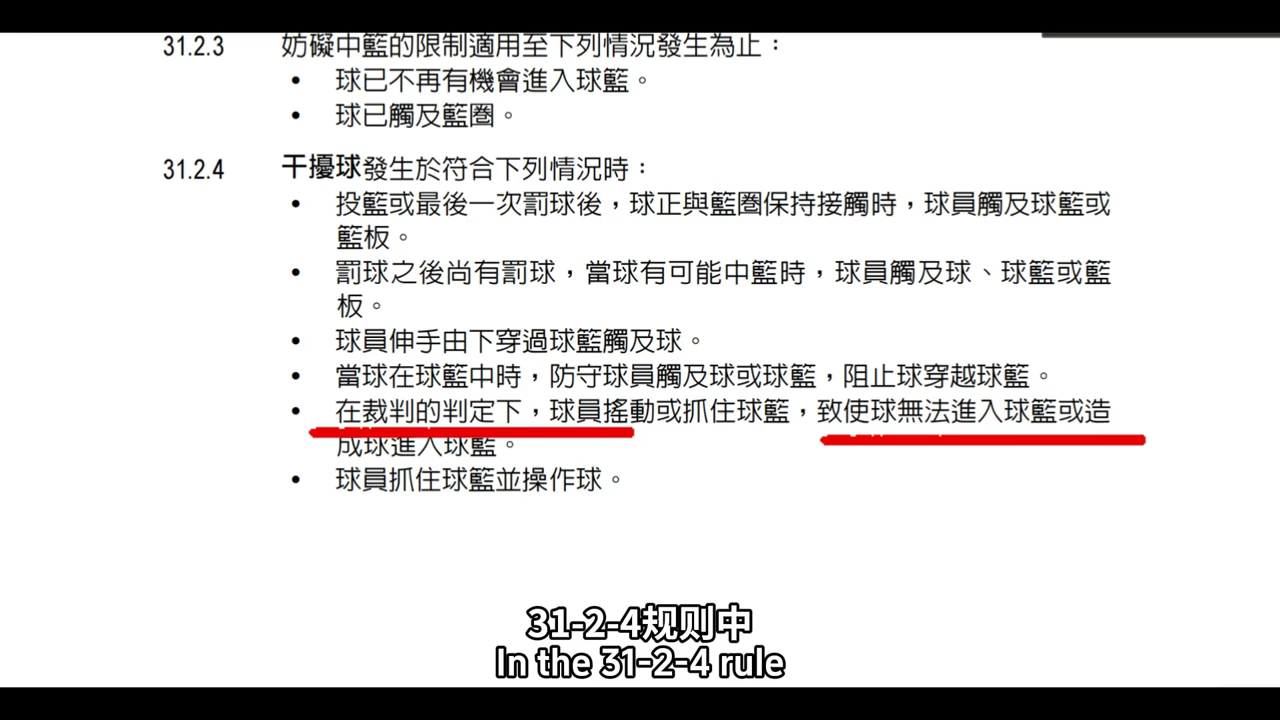 31.2.3 妨礙中籃的限制適用至下列情況發生為止：
• 球已不再有機會進入球籃。
• 球已觸及籃圈。
31.2.4 干擾球發生於符合下列情況時：
• 投籃或最後一次罰球後，球正與籃圈保持接觸時，球員觸及球籃或
籃板。
• 罰球之後尚有罰球，當球有可能中籃時，球員觸及球、球籃或籃
板。
• 球員伸手由下穿過球籃觸及球。
• 當球在球籃中時，防守球員觸及球或球籃，阻止球穿越球籃。
• 在裁判的判定下，球員搖動或抓住球籃，致使球無法進入球籃或造
成球進入球籃。
• 球員抓住球籃並操作球。
31-2-4规则中
In the 31-2-4 rule